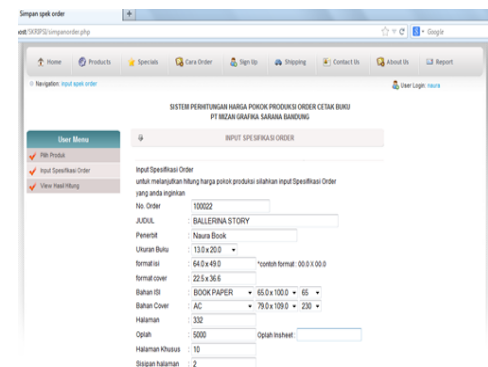 Simpan spek order
ost/SKRIPSI/simpanorder.php
Google
Home Products Specials Cara Order Sign Up Shipping Contact Us About Us Report
Navigation: Input spek order
User Login: naura
SISTEM PERHITUNGAN HARGA POKOK PRODUKSI ORDER CETAK BUKU
PT MIZAN GRAFIKA SARANA BANDUNG
User Menu
INPUT SPESIFIKASI ORDER
Pilih Produk
Input Spesifikasi Order
View Hasil Hitung
Input Spesifikasi Order
untuk melanjutkan hitung harga pokok produksi silahkan input Spesifikasi Order
yang anda inginkan
No. Order : 100022
JUDUL : BALLERINA STORY
Penerbit : Naura Book
Ukuran Buku : 13.0 x 20.0
format isi : 64.0 x 49.0 *contoh format : 00.0 X 00.0
format cover : 22.5 x 36.6
Bahan ISI : BOOK PAPER 65.0 x 100.0 65
Bahan Cover : AC 79.0 x 109.0 230
Halaman : 332
Oplah : 5000 Oplah Insheet :
Halaman Khusus : 10
Sisipan halaman : 2